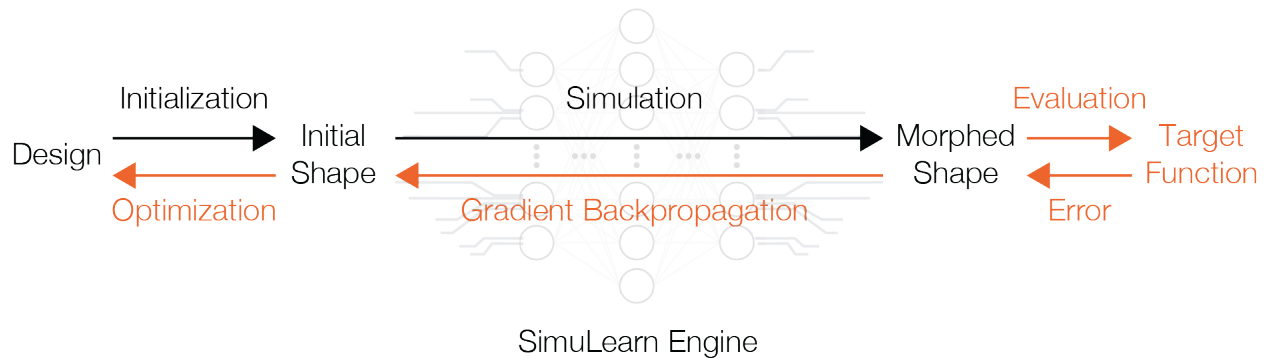 Initialization
Simulation
Evaluation
Design
Initial
Shape
Morphed
Shape
Target
Function
Optimization
Gradient Backpropagation
Error
SimuLearn Engine